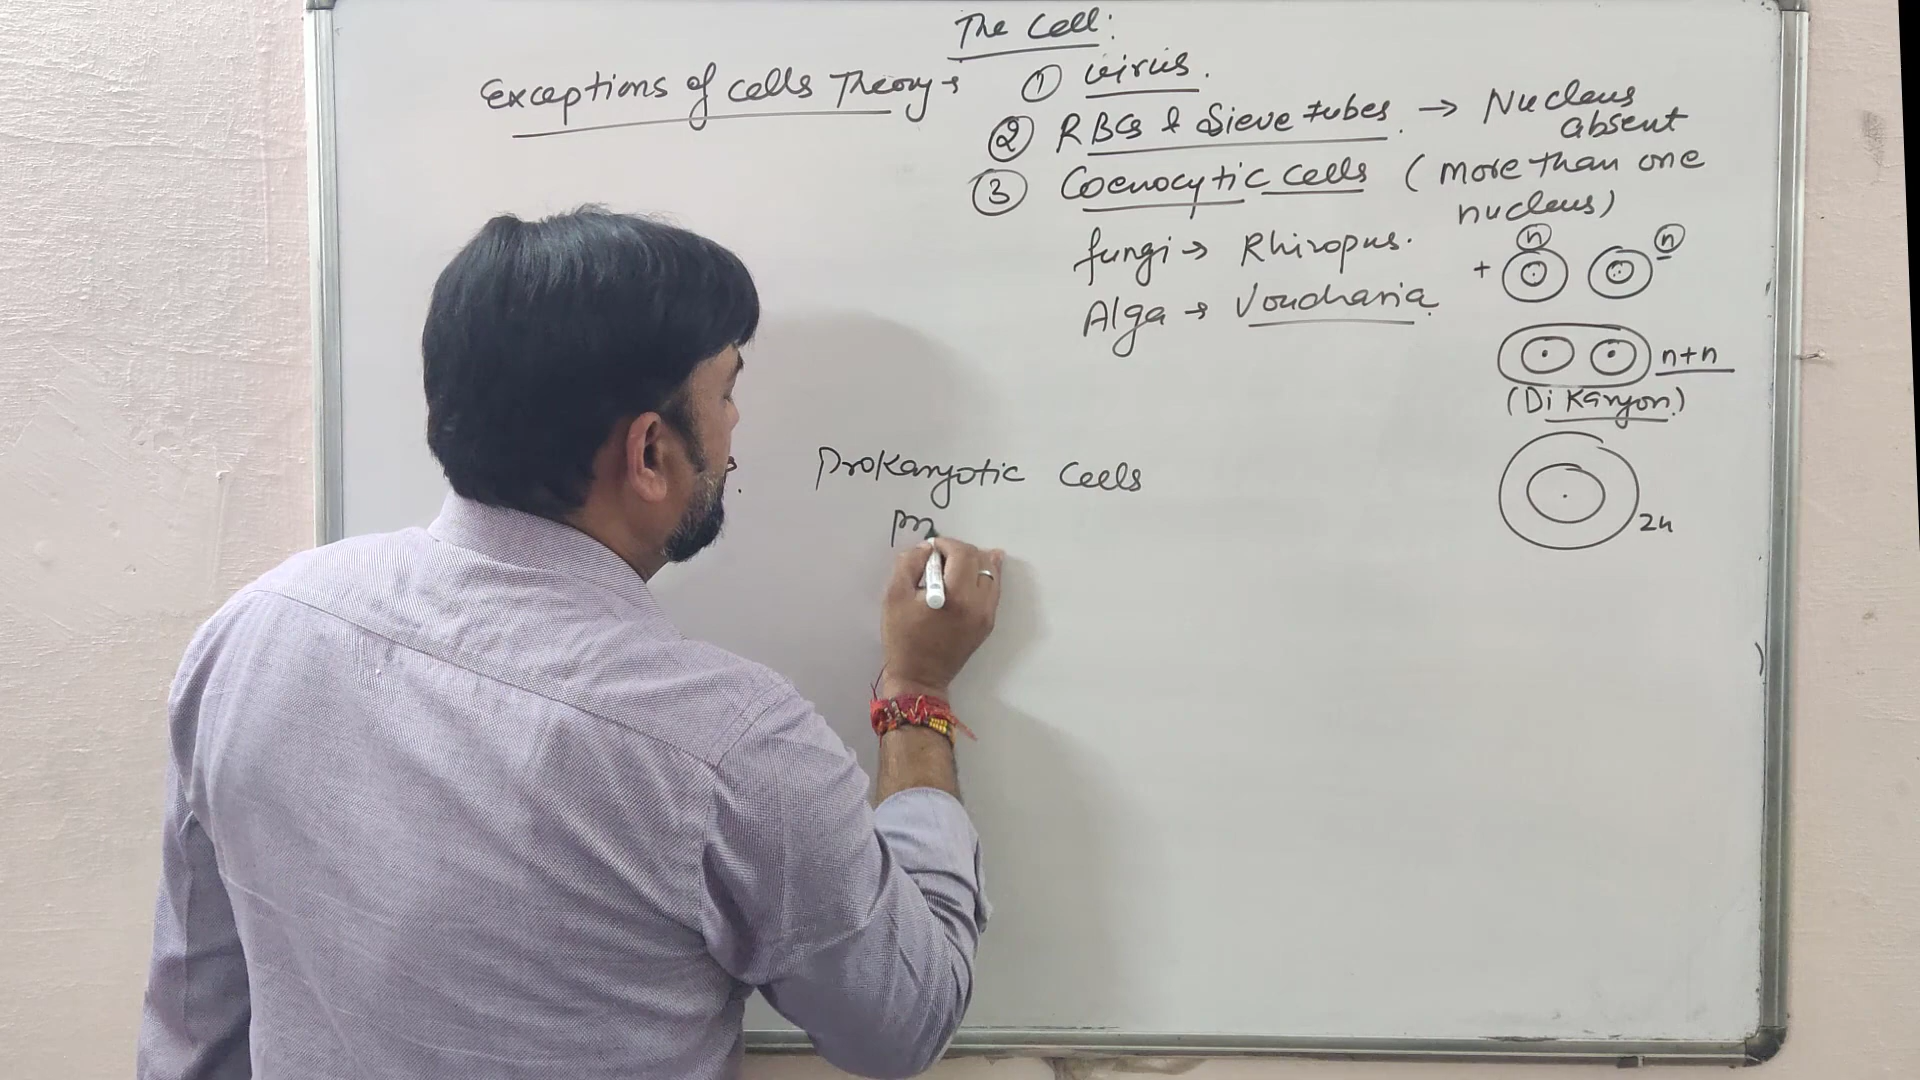 The Cell:
Exceptions of cells Theory → ① virus.
② RBCs & Sieve tubes. → Nucleus
absent
③ Coenocytic cells (more than one
nucleus)
fungi → Rhizopus.
Alga → Voucharia.
+ n n
n+n
(Di Karyon)
Prokaryotic Cells
2n